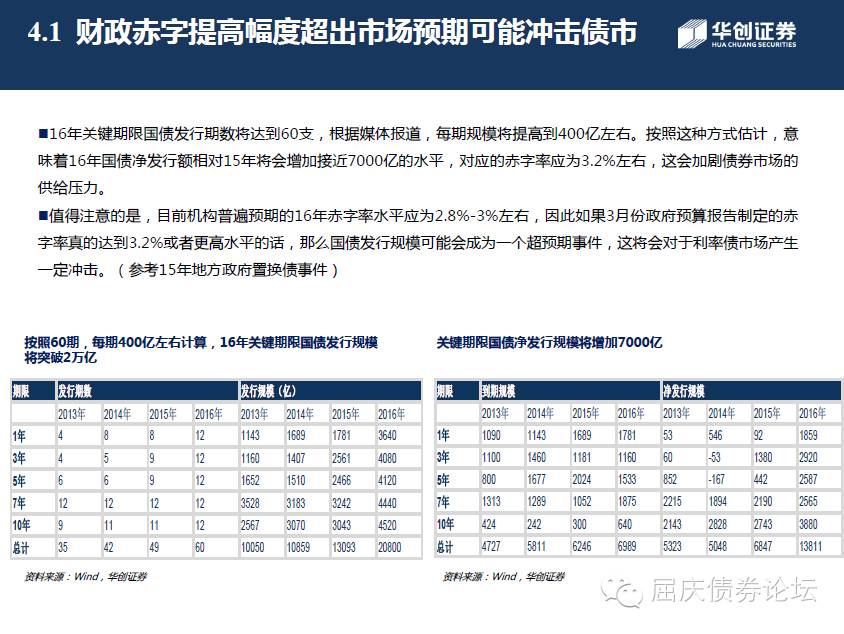 4.1 财政赤字提高幅度超出市场预期可能冲击债市
华创证券
HUA CHUANG SECURITIES
■16年关键期限国债发行期数将达到60支，根据媒体报道，每期规模将提高到400亿左右。按照这种方式估计，意
味着16年国债净发行额相对15年将会增加接近7000亿的水平，对应的赤字率应为3.2%左右，这会加剧债券市场的
供给压力。
■值得注意的是，目前机构普遍预期的16年赤字率水平应为2.8%-3%左右，因此如果3月份政府预算报告制定的赤
字率真的达到3.2%或者更高水平的话，那么国债发行规模可能会成为一个超预期事件，这将会对于利率债市场产生
一定冲击。（参考15年地方政府置换债事件）
按照60期，每期400亿左右计算，16年关键期限国债发行规模
将突破2万亿
期限 发行期数 发行规模（亿）
2013年 2014年 2015年 2016年 2013年 2014年 2015年 2016年
1年 4 8 8 12 1143 1689 1781 3640
3年 4 5 9 12 1160 1407 2561 4080
5年 6 6 9 12 1652 1510 2466 4120
7年 12 12 12 12 3528 3183 3242 4440
10年 9 11 11 12 2567 3070 3043 4520
总计 35 42 49 60 10050 10859 13093 20800
资料来源：Wind，华创证券
关键期限国债净发行规模将增加7000亿
期限 到期规模 净发行规模
2013年 2014年 2015年 2016年 2013年 2014年 2015年 2016年
1年 1090 1143 1689 1781 53 546 92 1859
3年 1100 1460 1181 1160 60 -53 1380 2920
5年 800 1677 2024 1533 852 -167 442 2587
7年 1313 1289 1052 1875 2215 1894 2190 2565
10年 424 242 300 640 2143 2828 2743 3880
总计 4727 5811 6246 6989 5323 5048 6847 13811
资料来源：Wind，华创证券
屈庆债券论坛